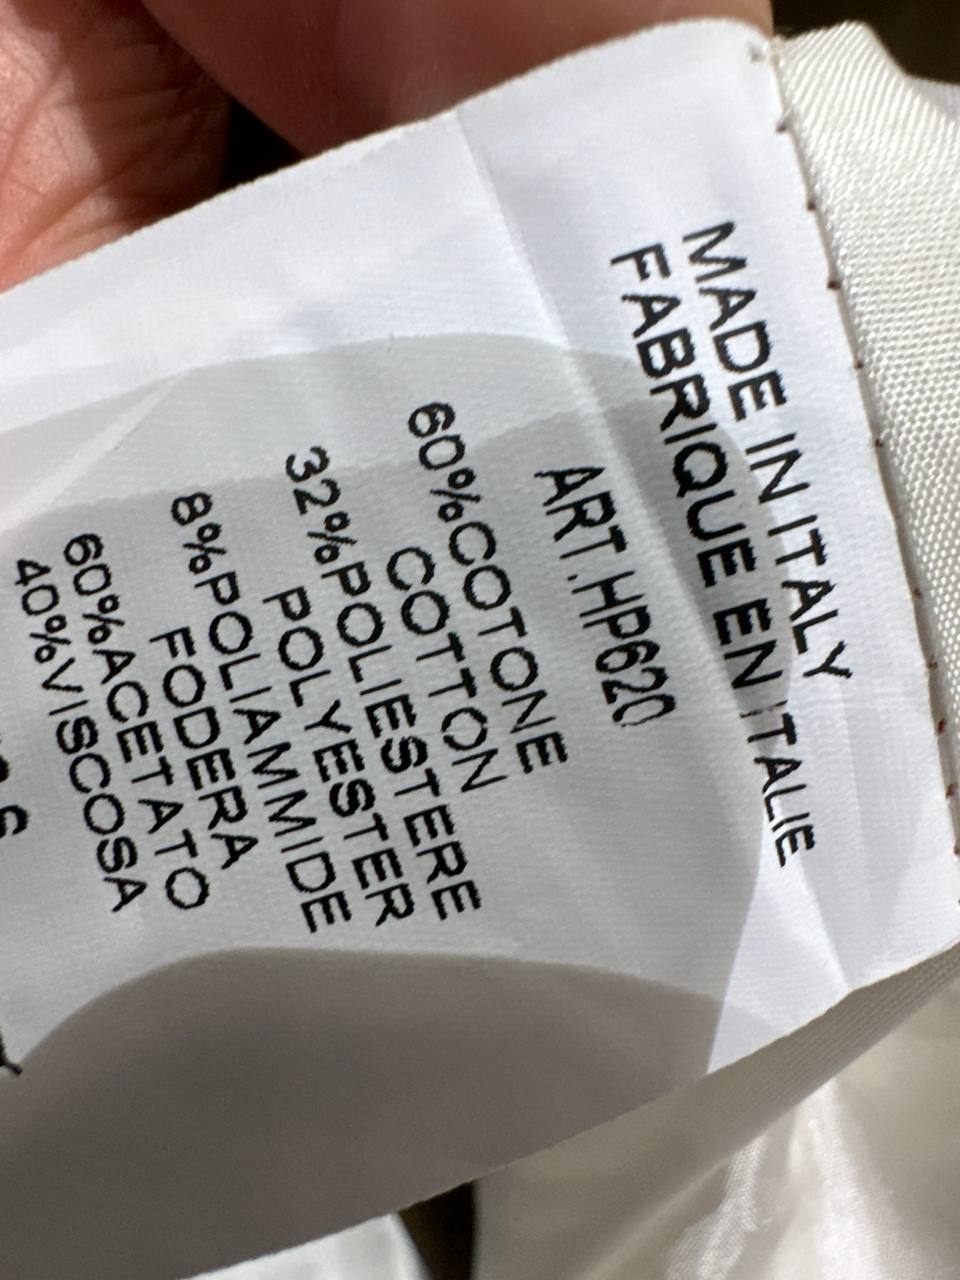 MADE IN ITALY
FABRIQUE EN ITALIE
ART.HP620
60%COTONE
COTTON
32%POLIESTERE
POLYESTER
8%POLIAMMIDE
FODERA
60%ACETATO
40%VISCOSA